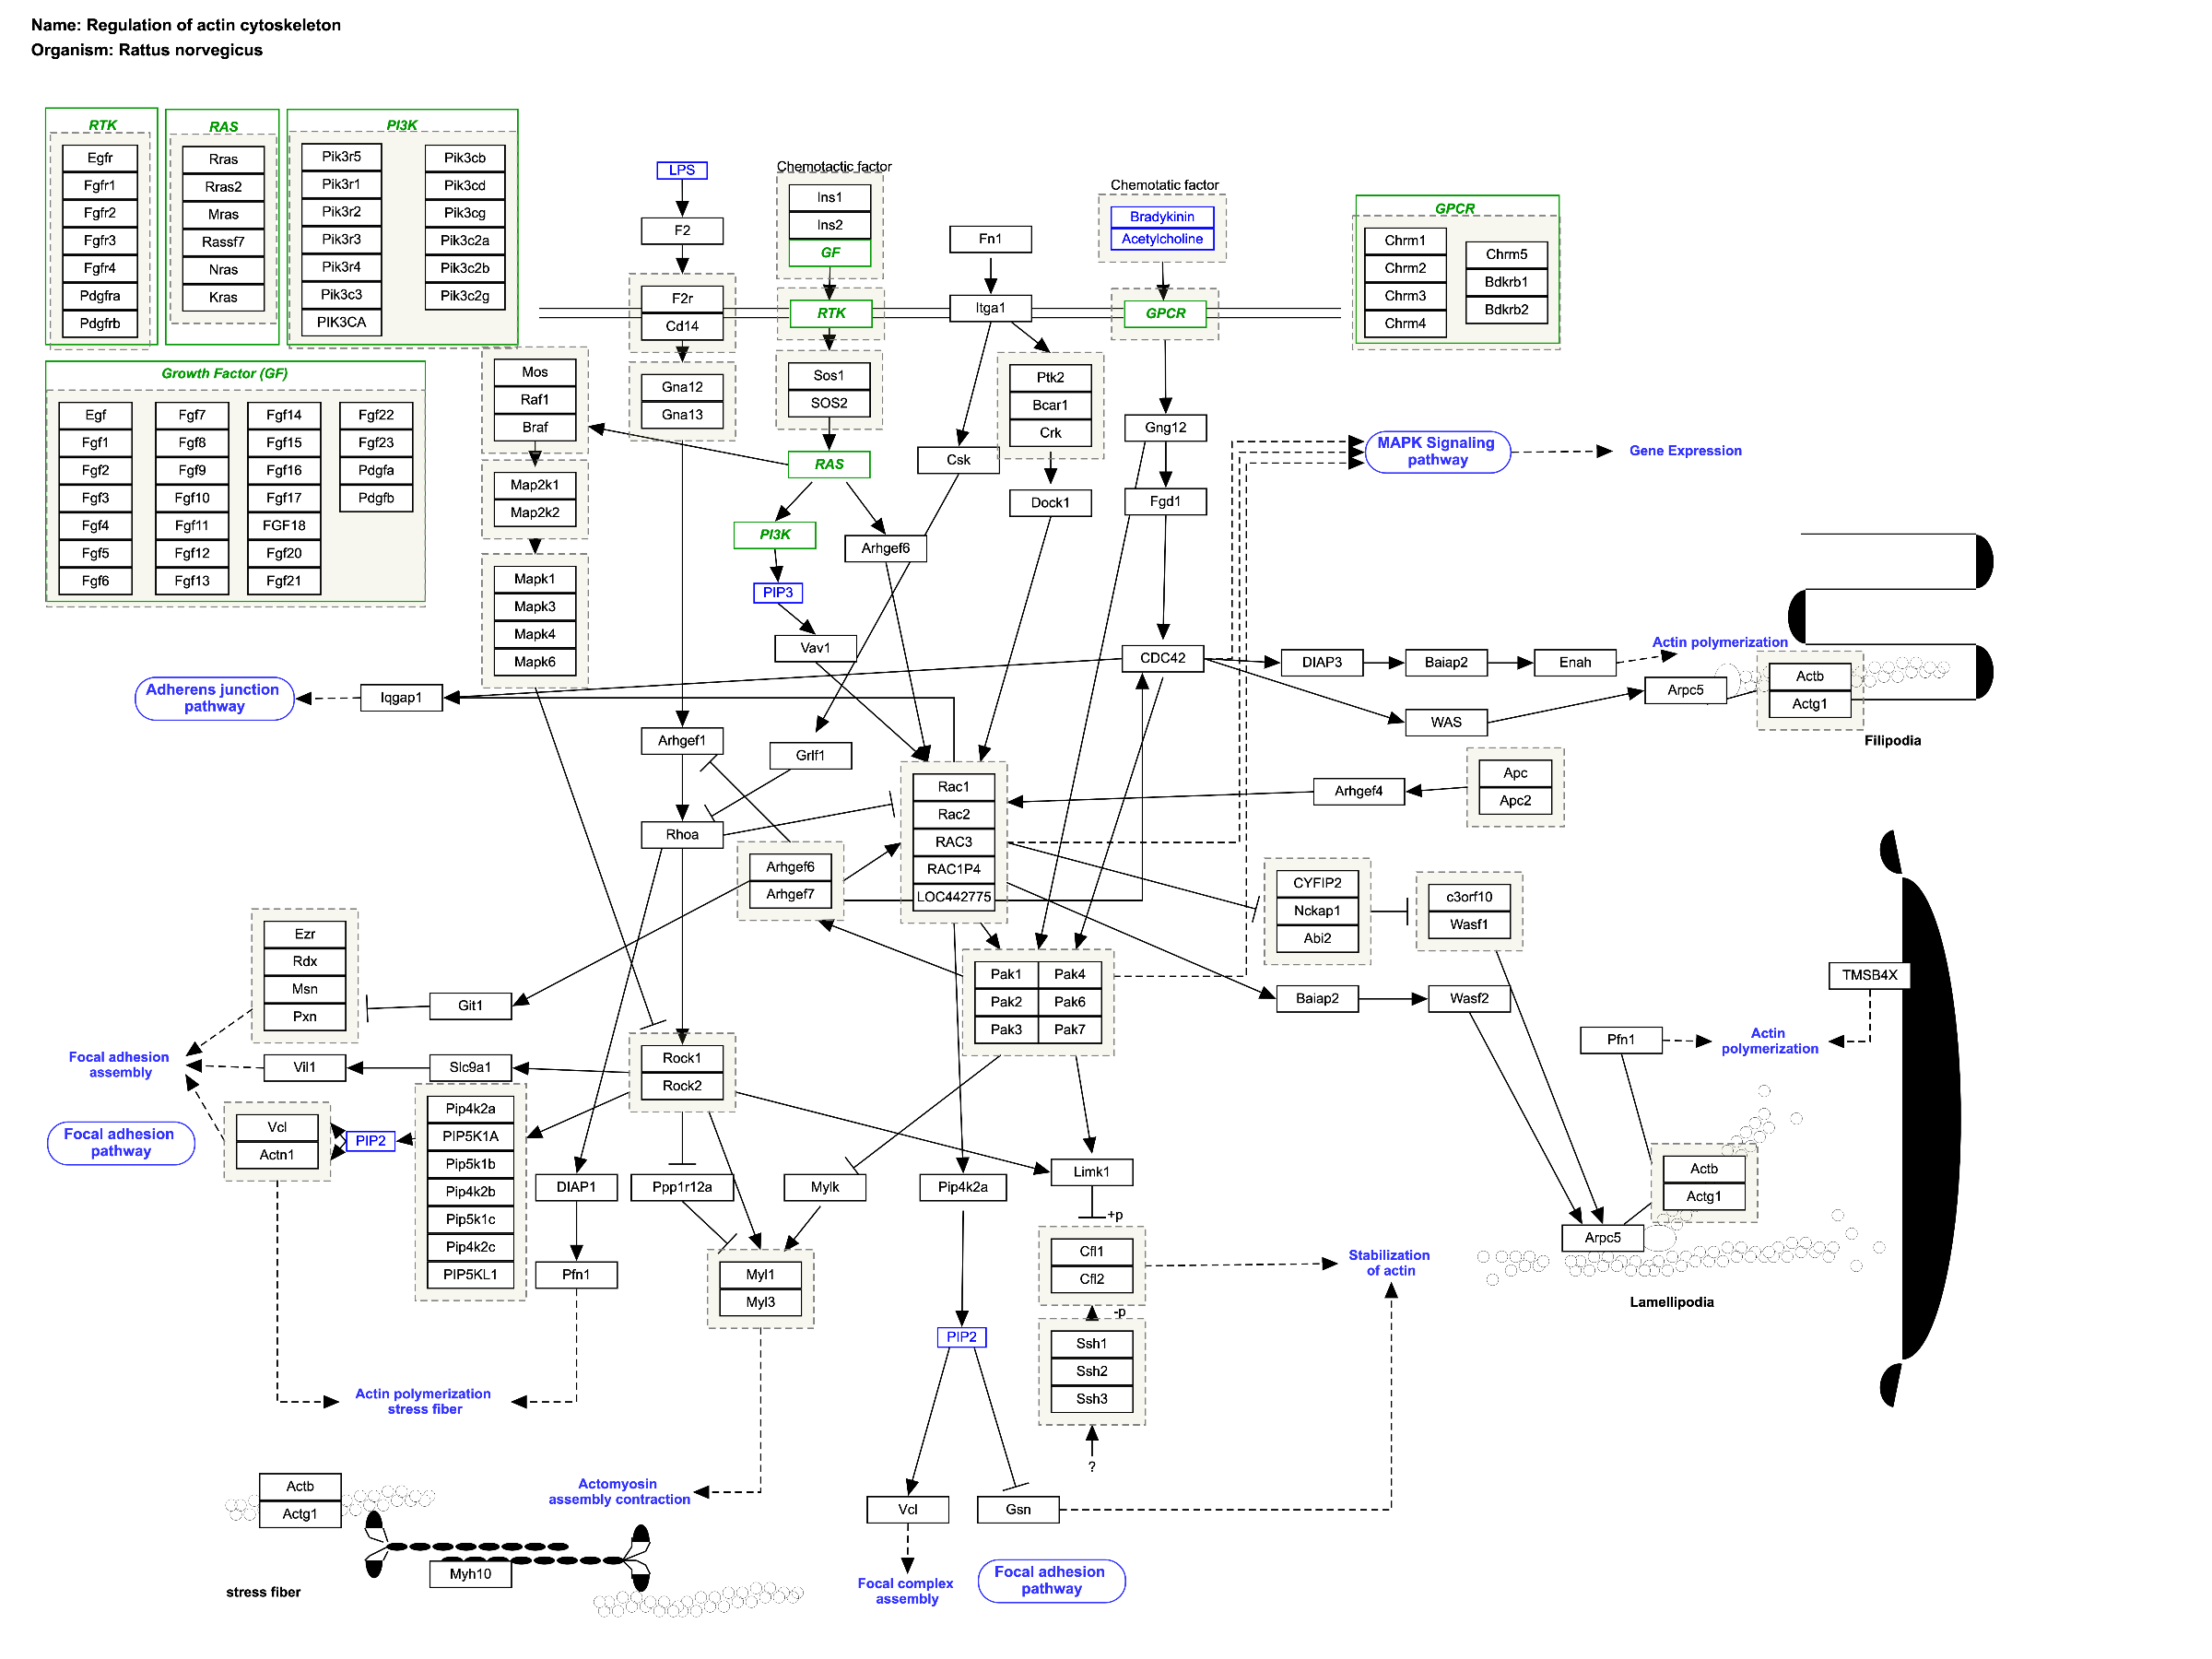 Name: Regulation of actin cytoskeleton
Organism: Rattus norvegicus
RTK
Egfr
Fgfr1
Fgfr2
Fgfr3
Fgfr4
Pdgfra
Pdgfrb
RAS
Rras
Rras2
Mras
Rassf7
Nras
Kras
PI3K
Pik3r5
Pik3r1
Pik3r2
Pik3r3
Pik3r4
Pik3c3
PIK3CA
Pik3cb
Pik3cd
Pik3cg
Pik3c2a
Pik3c2b
Pik3c2g
Growth Factor (GF)
Egf
Fgf1
Fgf2
Fgf3
Fgf4
Fgf5
Fgf6
Fgf7
Fgf8
Fgf9
Fgf10
Fgf11
Fgf12
Fgf13
Fgf14
Fgf15
Fgf16
Fgf17
FGF18
Fgf20
Fgf21
Fgf22
Fgf23
Pdgfa
Pdgfb
LPS
F2
F2r
Cd14
Gna12
Gna13
Chemotactic factor
Ins1
Ins2
GF
RTK
Sos1
SOS2
RAS
PI3K
PIP3
Vav1
Arhgef6
Fn1
Itga1
Csk
Ptk2
Bcar1
Crk
Dock1
Chemotatic factor
Bradykinin
Acetylcholine
GPCR
Gng12
Fgd1
CDC42
GPCR
Chrm1
Chrm2
Chrm3
Chrm4
Chrm5
Bdkrb1
Bdkrb2
Mos
Raf1
Braf
Map2k1
Map2k2
Mapk1
Mapk3
Mapk4
Mapk6
MAPK Signaling
pathway
Gene Expression
DIAP3
Baiap2
Enah
Actin polymerization
WAS
Arpc5
Actb
Actg1
Filipodia
Adherens junction
pathway
Iqgap1
Arhgef1
Grlf1
Rhoa
Rac1
Rac2
RAC3
RAC1P4
LOC442775
Arhgef4
Apc
Apc2
Arhgef6
Arhgef7
CYFIP2
Nckap1
Abi2
c3orf10
Wasf1
Pak1
Pak4
Pak2
Pak6
Pak3
Pak7
Baiap2
Wasf2
TMSB4X
Pfn1
Actin
polymerization
Actb
Actg1
Arpc5
Lamellipodia
Ezr
Rdx
Msn
Pxn
Git1
Focal adhesion
assembly
Vil1
Slc9a1
Rock1
Rock2
Focal adhesion
pathway
Vcl
Actn1
PIP2
Pip4k2a
PIP5K1A
Pip5k1b
Pip4k2b
Pip5k1c
Pip4k2c
PIP5KL1
DIAP1
Pfn1
Ppp1r12a
Mylk
Myl1
Myl3
Pip4k2a
PIP2
Limk1
+p
Cfl1
Cfl2
-p
Ssh1
Ssh2
Ssh3
?
Stabilization
of actin
Actin polymerization
stress fiber
Actomyosin
assembly contraction
Vcl
Gsn
Focal complex
assembly
Focal adhesion
pathway
Actb
Actg1
Myh10
stress fiber